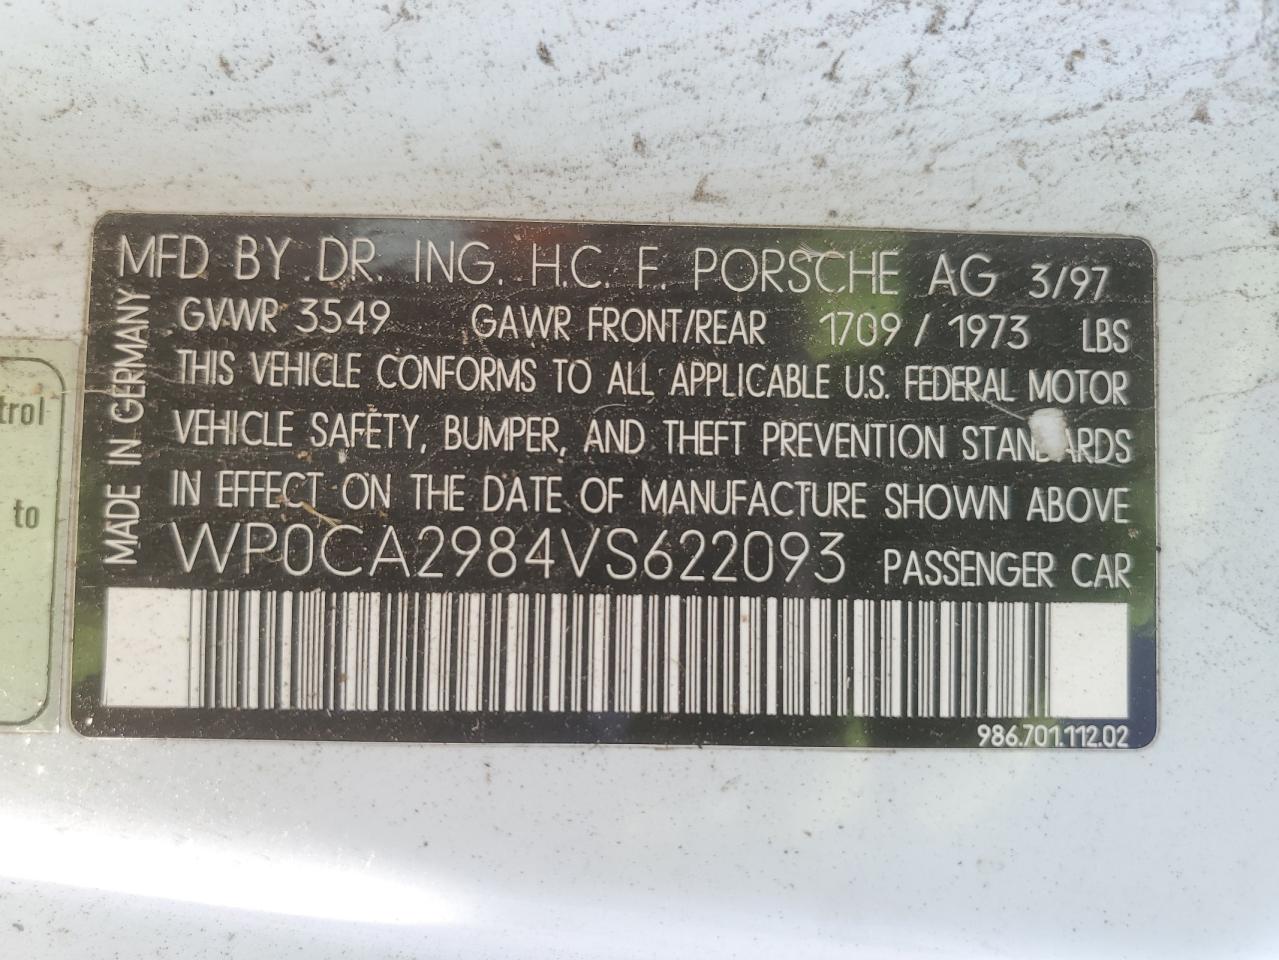 MFD BY DR. ING. H.C. F. PORSCHE AG 3/97
GVWR 3549 GAWR FRONT/REAR 1709 / 1973 LBS
THIS VEHICLE CONFORMS TO ALL APPLICABLE U.S. FEDERAL MOTOR
VEHICLE SAFETY, BUMPER, AND THEFT PREVENTION STANDARDS
IN EFFECT ON THE DATE OF MANUFACTURE SHOWN ABOVE
WP0CA2984VS622093 PASSENGER CAR
986.701.112.02
MADE IN GERMANY
trol
to